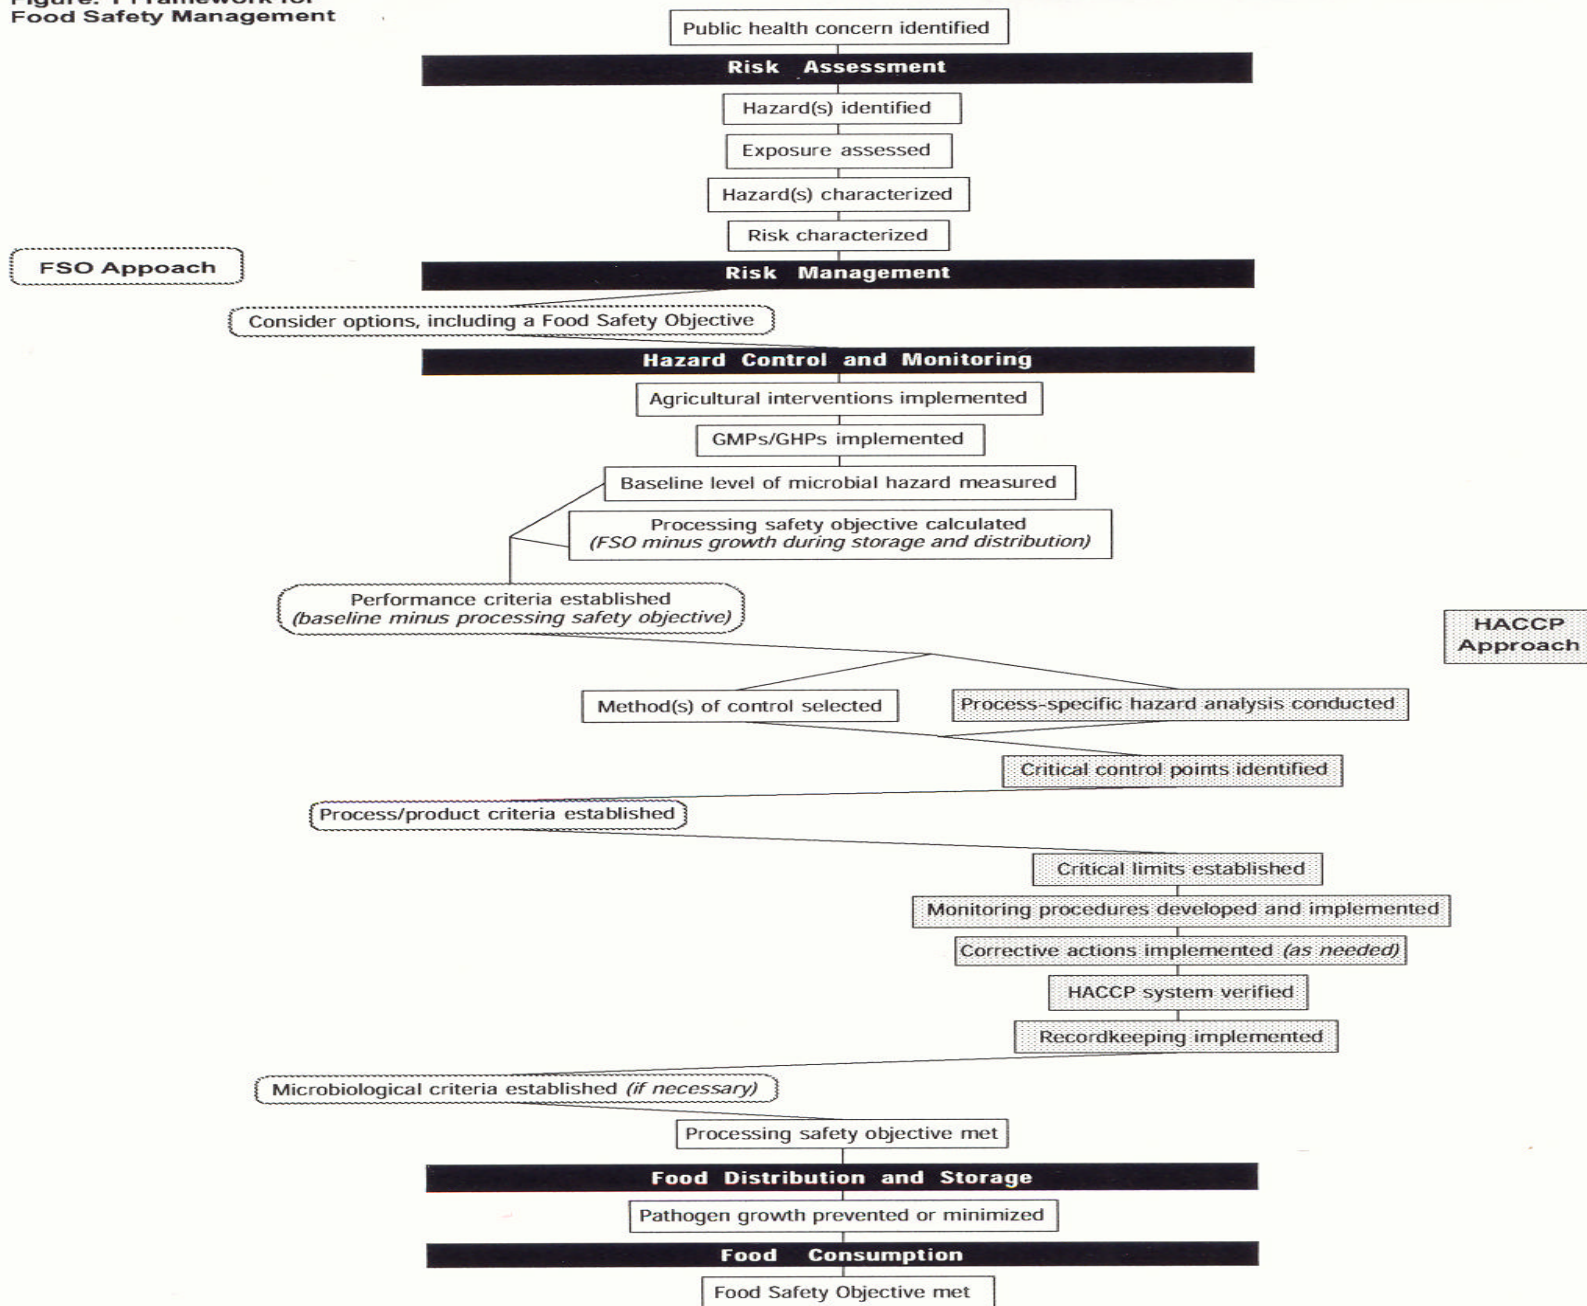 Figure. 1 Framework for
Food Safety Management
Public health concern identified
Risk Assessment
Hazard(s) identified
Exposure assessed
Hazard(s) characterized
Risk characterized
FSO Appoach
Risk Management
Consider options, including a Food Safety Objective
Hazard Control and Monitoring
Agricultural interventions implemented
GMPs/GHPs implemented
Baseline level of microbial hazard measured
Processing safety objective calculated
(FSO minus growth during storage and distribution)
Performance criteria established
(baseline minus processing safety objective)
HACCP
Approach
Method(s) of control selected
Process-specific hazard analysis conducted
Critical control points identified
Process/product criteria established
Critical limits established
Monitoring procedures developed and implemented
Corrective actions implemented (as needed)
HACCP system verified
Recordkeeping implemented
Microbiological criteria established (if necessary)
Processing safety objective met
Food Distribution and Storage
Pathogen growth prevented or minimized
Food Consumption
Food Safety Objective met